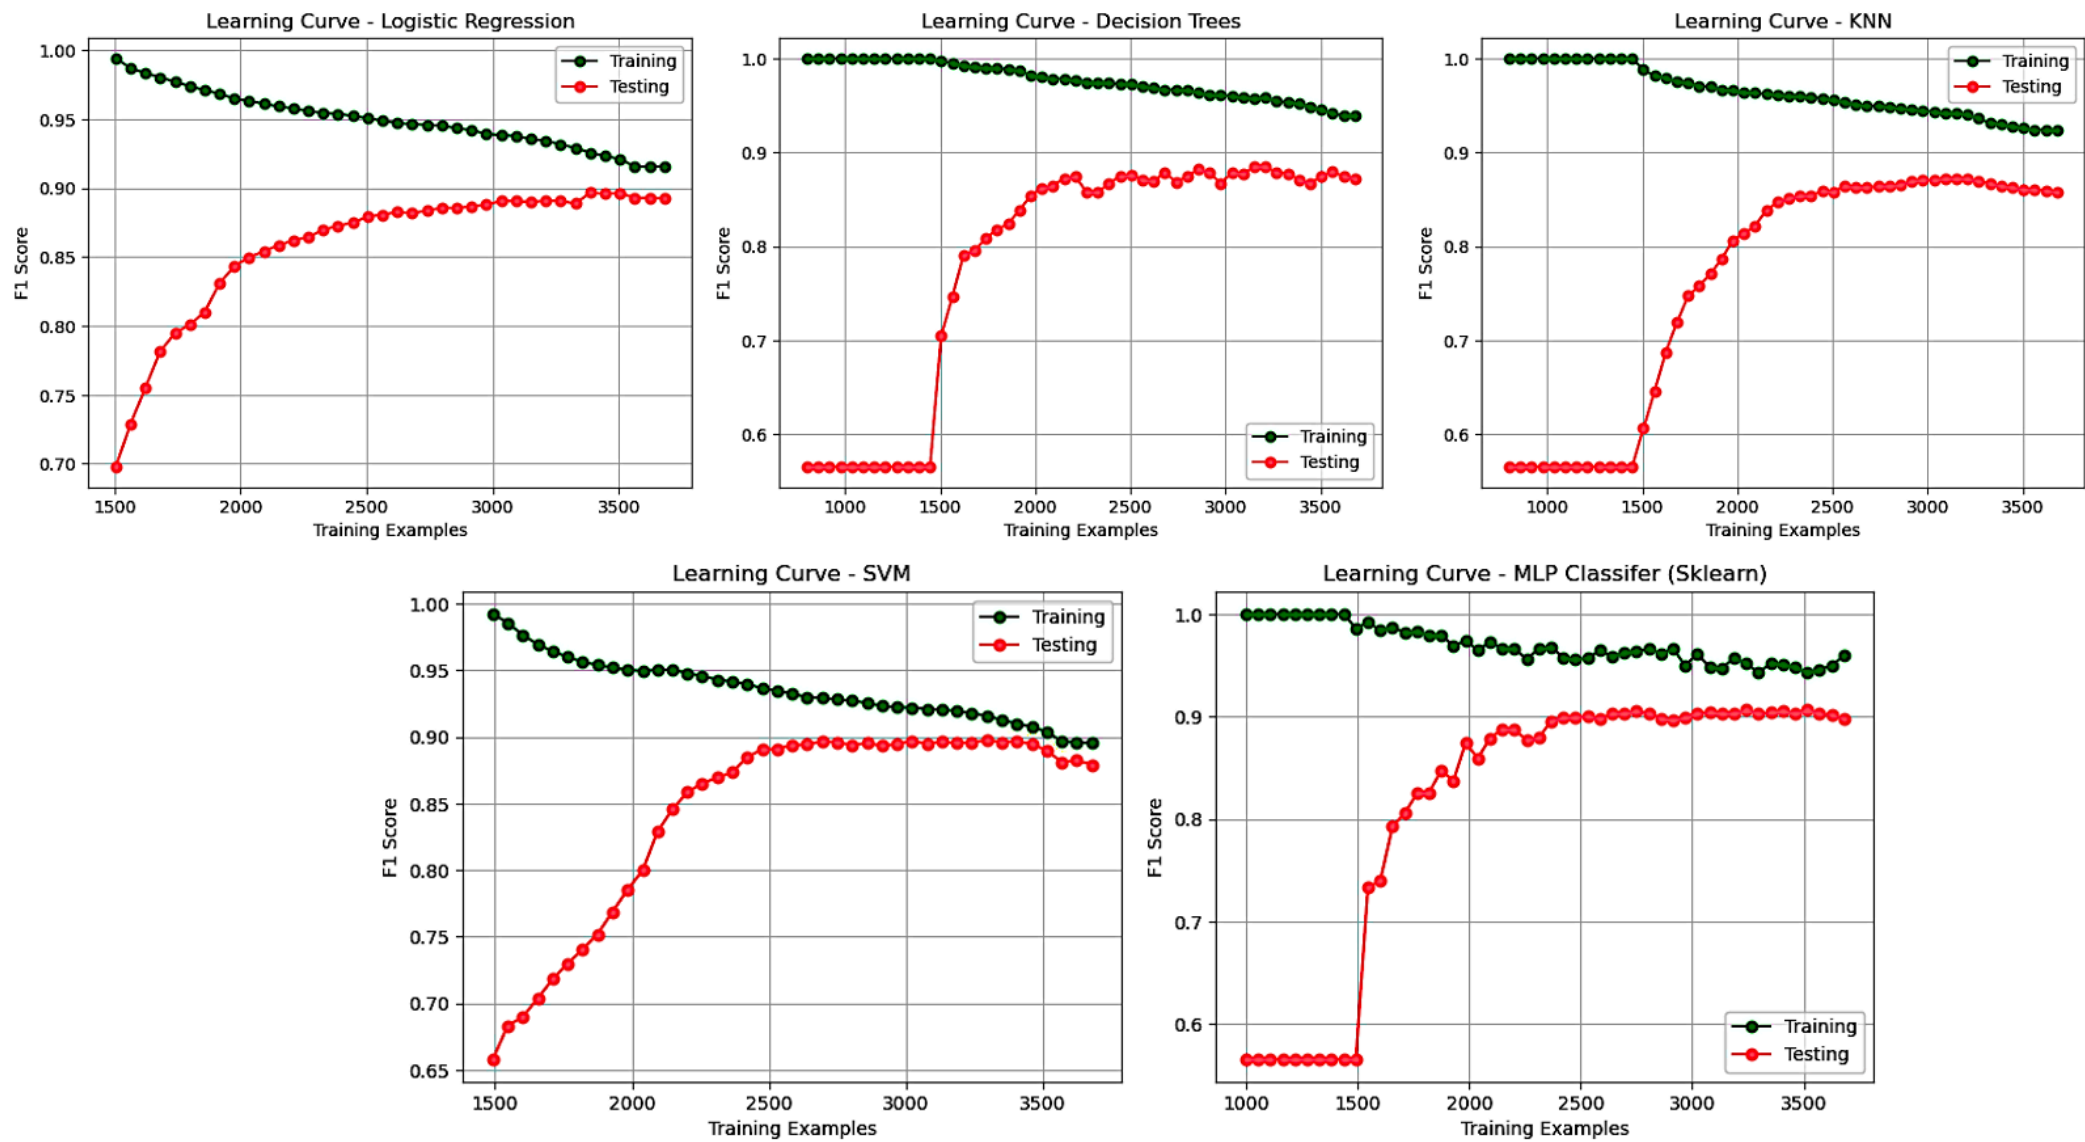 Learning Curve - Logistic Regression
1.00
0.95
0.90
0.85
0.80
0.75
0.70
F1 Score
1500
2000
2500
3000
3500
Training Examples
Training
Testing
Learning Curve - Decision Trees
1.0
0.9
0.8
0.7
0.6
F1 Score
1000
1500
2000
2500
3000
3500
Training Examples
Training
Testing
Learning Curve - KNN
1.0
0.9
0.8
0.7
0.6
F1 Score
1000
1500
2000
2500
3000
3500
Training Examples
Training
Testing
Learning Curve - SVM
1.00
0.95
0.90
0.85
0.80
0.75
0.70
0.65
F1 Score
1500
2000
2500
3000
3500
Training Examples
Training
Testing
Learning Curve - MLP Classifer (Sklearn)
1.0
0.9
0.8
0.7
0.6
F1 Score
1000
1500
2000
2500
3000
3500
Training Examples
Training
Testing